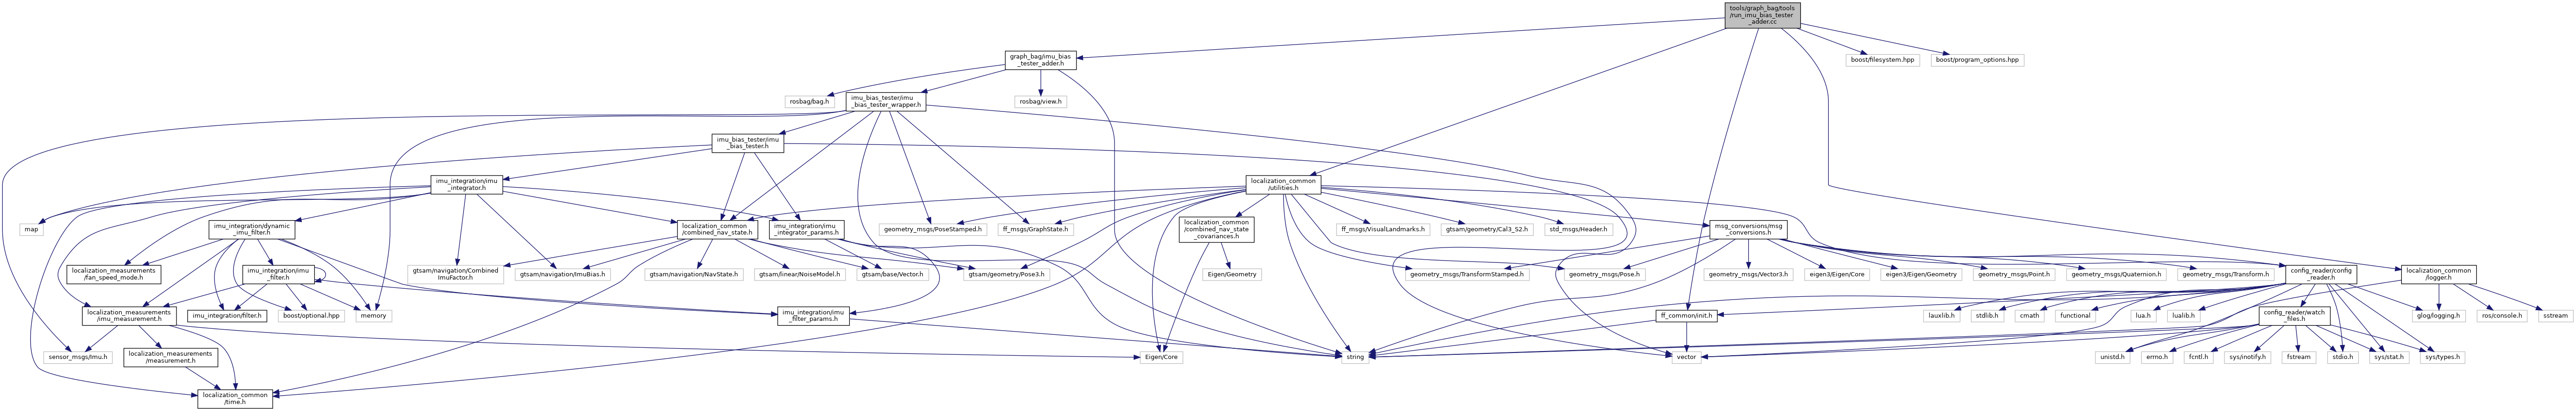 tools/graph_bag/tools
/run_imu_bias_tester
_adder.cc
graph_bag/imu_bias
_tester_adder.h
boost/filesystem.hpp
boost/program_options.hpp
rosbag/bag.h
imu_bias_tester/imu
_bias_tester_wrapper.h
rosbag/view.h
imu_bias_tester/imu
_bias_tester.h
imu_integration/imu
_integrator.h
localization_common
/utilities.h
map
imu_integration/dynamic
_imu_filter.h
localization_common
/combined_nav_state.h
imu_integration/imu
_integrator_params.h
geometry_msgs/PoseStamped.h
ff_msgs/GraphState.h
localization_common
/combined_nav_state
_covariances.h
ff_msgs/VisualLandmarks.h
gtsam/geometry/Cal3_S2.h
std_msgs/Header.h
msg_conversions/msg
_conversions.h
localization_measurements
/fan_speed_mode.h
imu_integration/imu
_filter.h
gtsam/navigation/Combined
ImuFactor.h
gtsam/navigation/ImuBias.h
gtsam/navigation/NavState.h
gtsam/linear/NoiseModel.h
gtsam/base/Vector.h
gtsam/geometry/Pose3.h
Eigen/Geometry
geometry_msgs/TransformStamped.h
geometry_msgs/Pose.h
geometry_msgs/Vector3.h
eigen3/Eigen/Core
eigen3/Eigen/Geometry
geometry_msgs/Point.h
geometry_msgs/Quaternion.h
geometry_msgs/Transform.h
config_reader/config
_reader.h
localization_common
/logger.h
localization_measurements
/imu_measurement.h
imu_integration/filter.h
boost/optional.hpp
memory
imu_integration/imu
_filter_params.h
ff_common/init.h
lauxlib.h
stdlib.h
cmath
functional
lua.h
lualib.h
config_reader/watch
_files.h
glog/logging.h
ros/console.h
sstream
sensor_msgs/Imu.h
localization_measurements
/measurement.h
Eigen/Core
string
vector
unistd.h
errno.h
fcntl.h
sys/inotify.h
fstream
stdio.h
sys/stat.h
sys/types.h
localization_common
/time.h